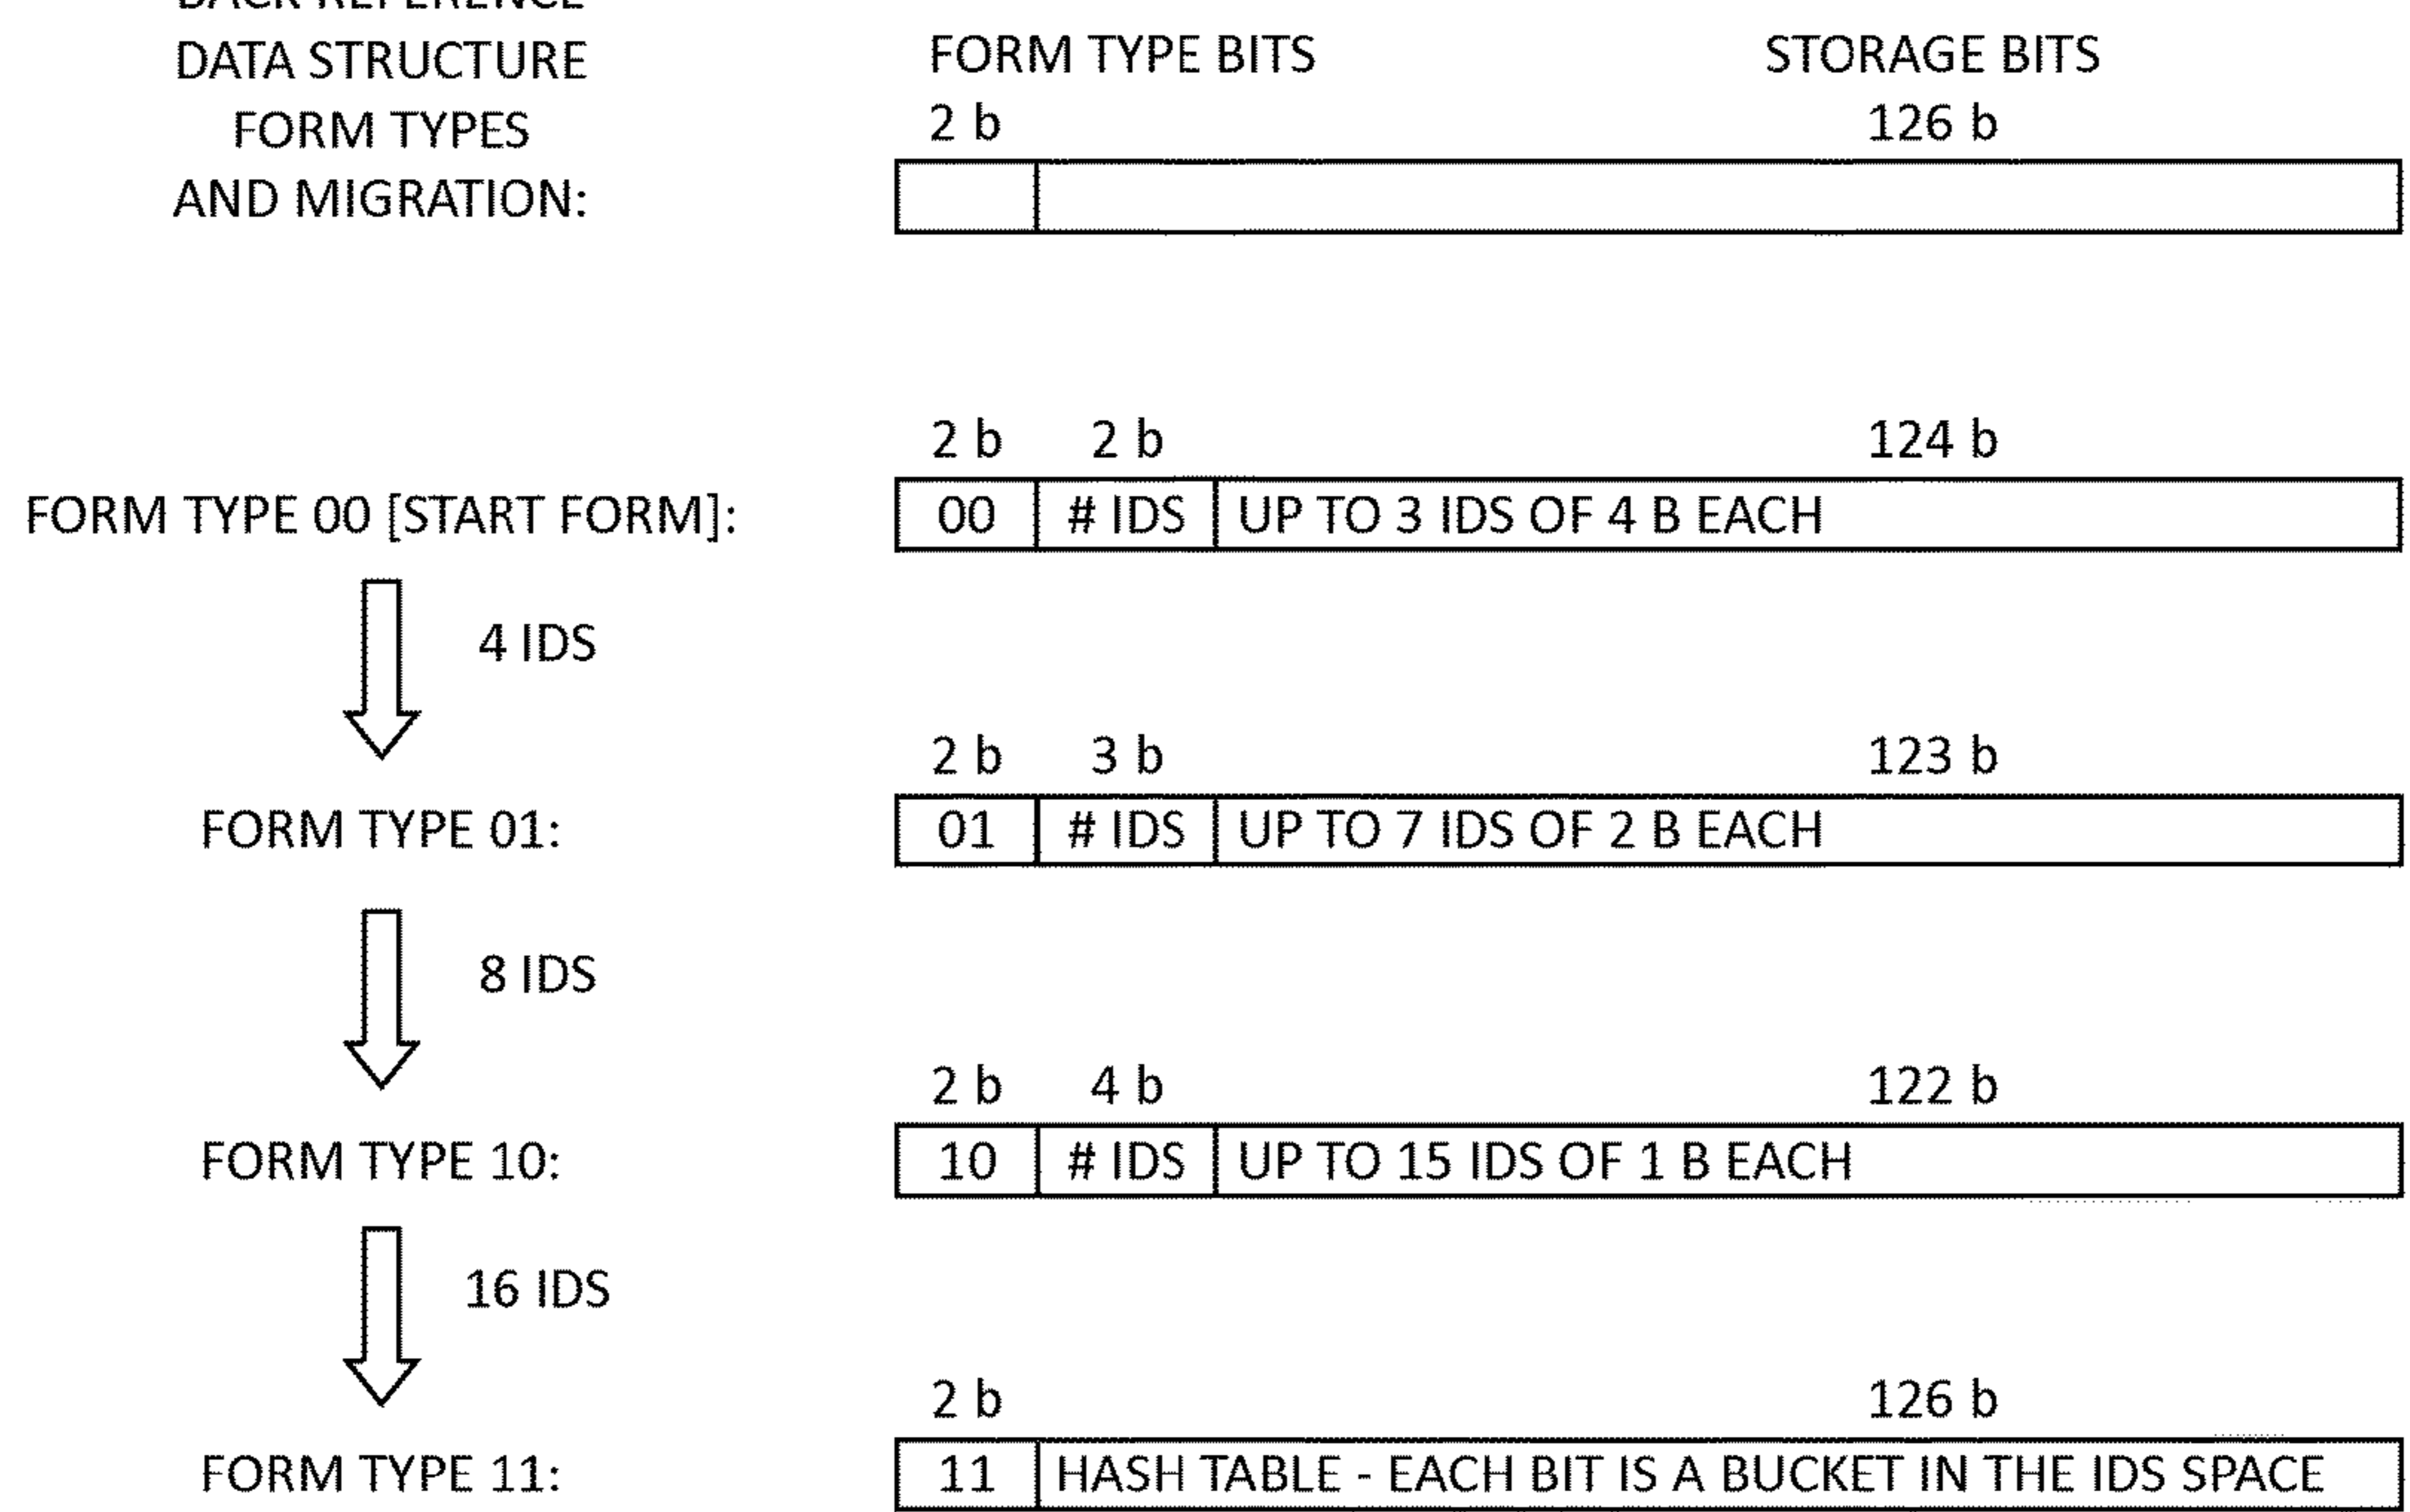 BACK REFERENCE
DATA STRUCTURE
FORM TYPES
AND MIGRATION:
FORM TYPE BITS STORAGE BITS
2 b 126 b
2 b 2 b 124 b
FORM TYPE 00 [START FORM]: 00 # IDS UP TO 3 IDS OF 4 B EACH
4 IDS
2 b 3 b 123 b
FORM TYPE 01: 01 # IDS UP TO 7 IDS OF 2 B EACH
8 IDS
2 b 4 b 122 b
FORM TYPE 10: 10 # IDS UP TO 15 IDS OF 1 B EACH
16 IDS
2 b 126 b
FORM TYPE 11: 11 HASH TABLE - EACH BIT IS A BUCKET IN THE IDS SPACE